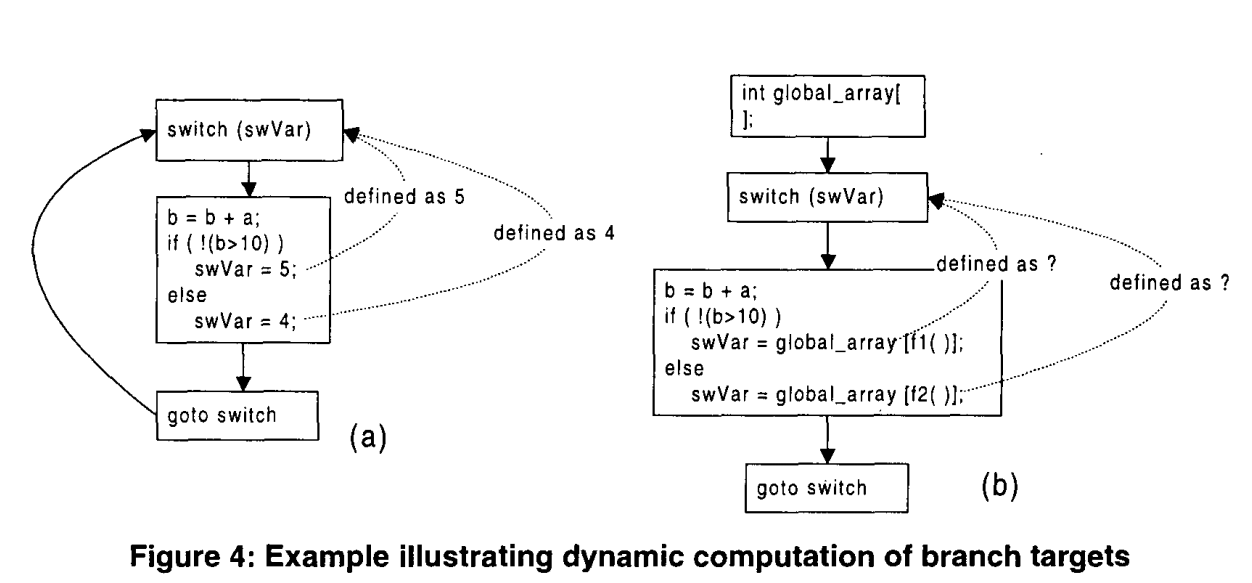 switch (swVar)
defined as 5
b = b + a;
if ( !(b>10) )
swVar = 5;
else
swVar = 4;
defined as 4
goto switch
(a)
int global_array[
];
switch (swVar)
defined as ?
defined as ?
b = b + a;
if ( !(b>10) )
swVar = global_array [f1( )];
else
swVar = global_array [f2( )];
goto switch
(b)
Figure 4: Example illustrating dynamic computation of branch targets